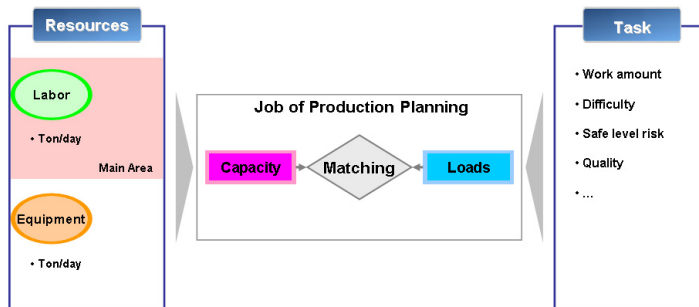 Resources
Labor
• Ton/day
Main Area
Equipment
• Ton/day
Job of Production Planning
Capacity
Matching
Loads
Task
• Work amount
• Difficulty
• Safe level risk
• Quality
• ...